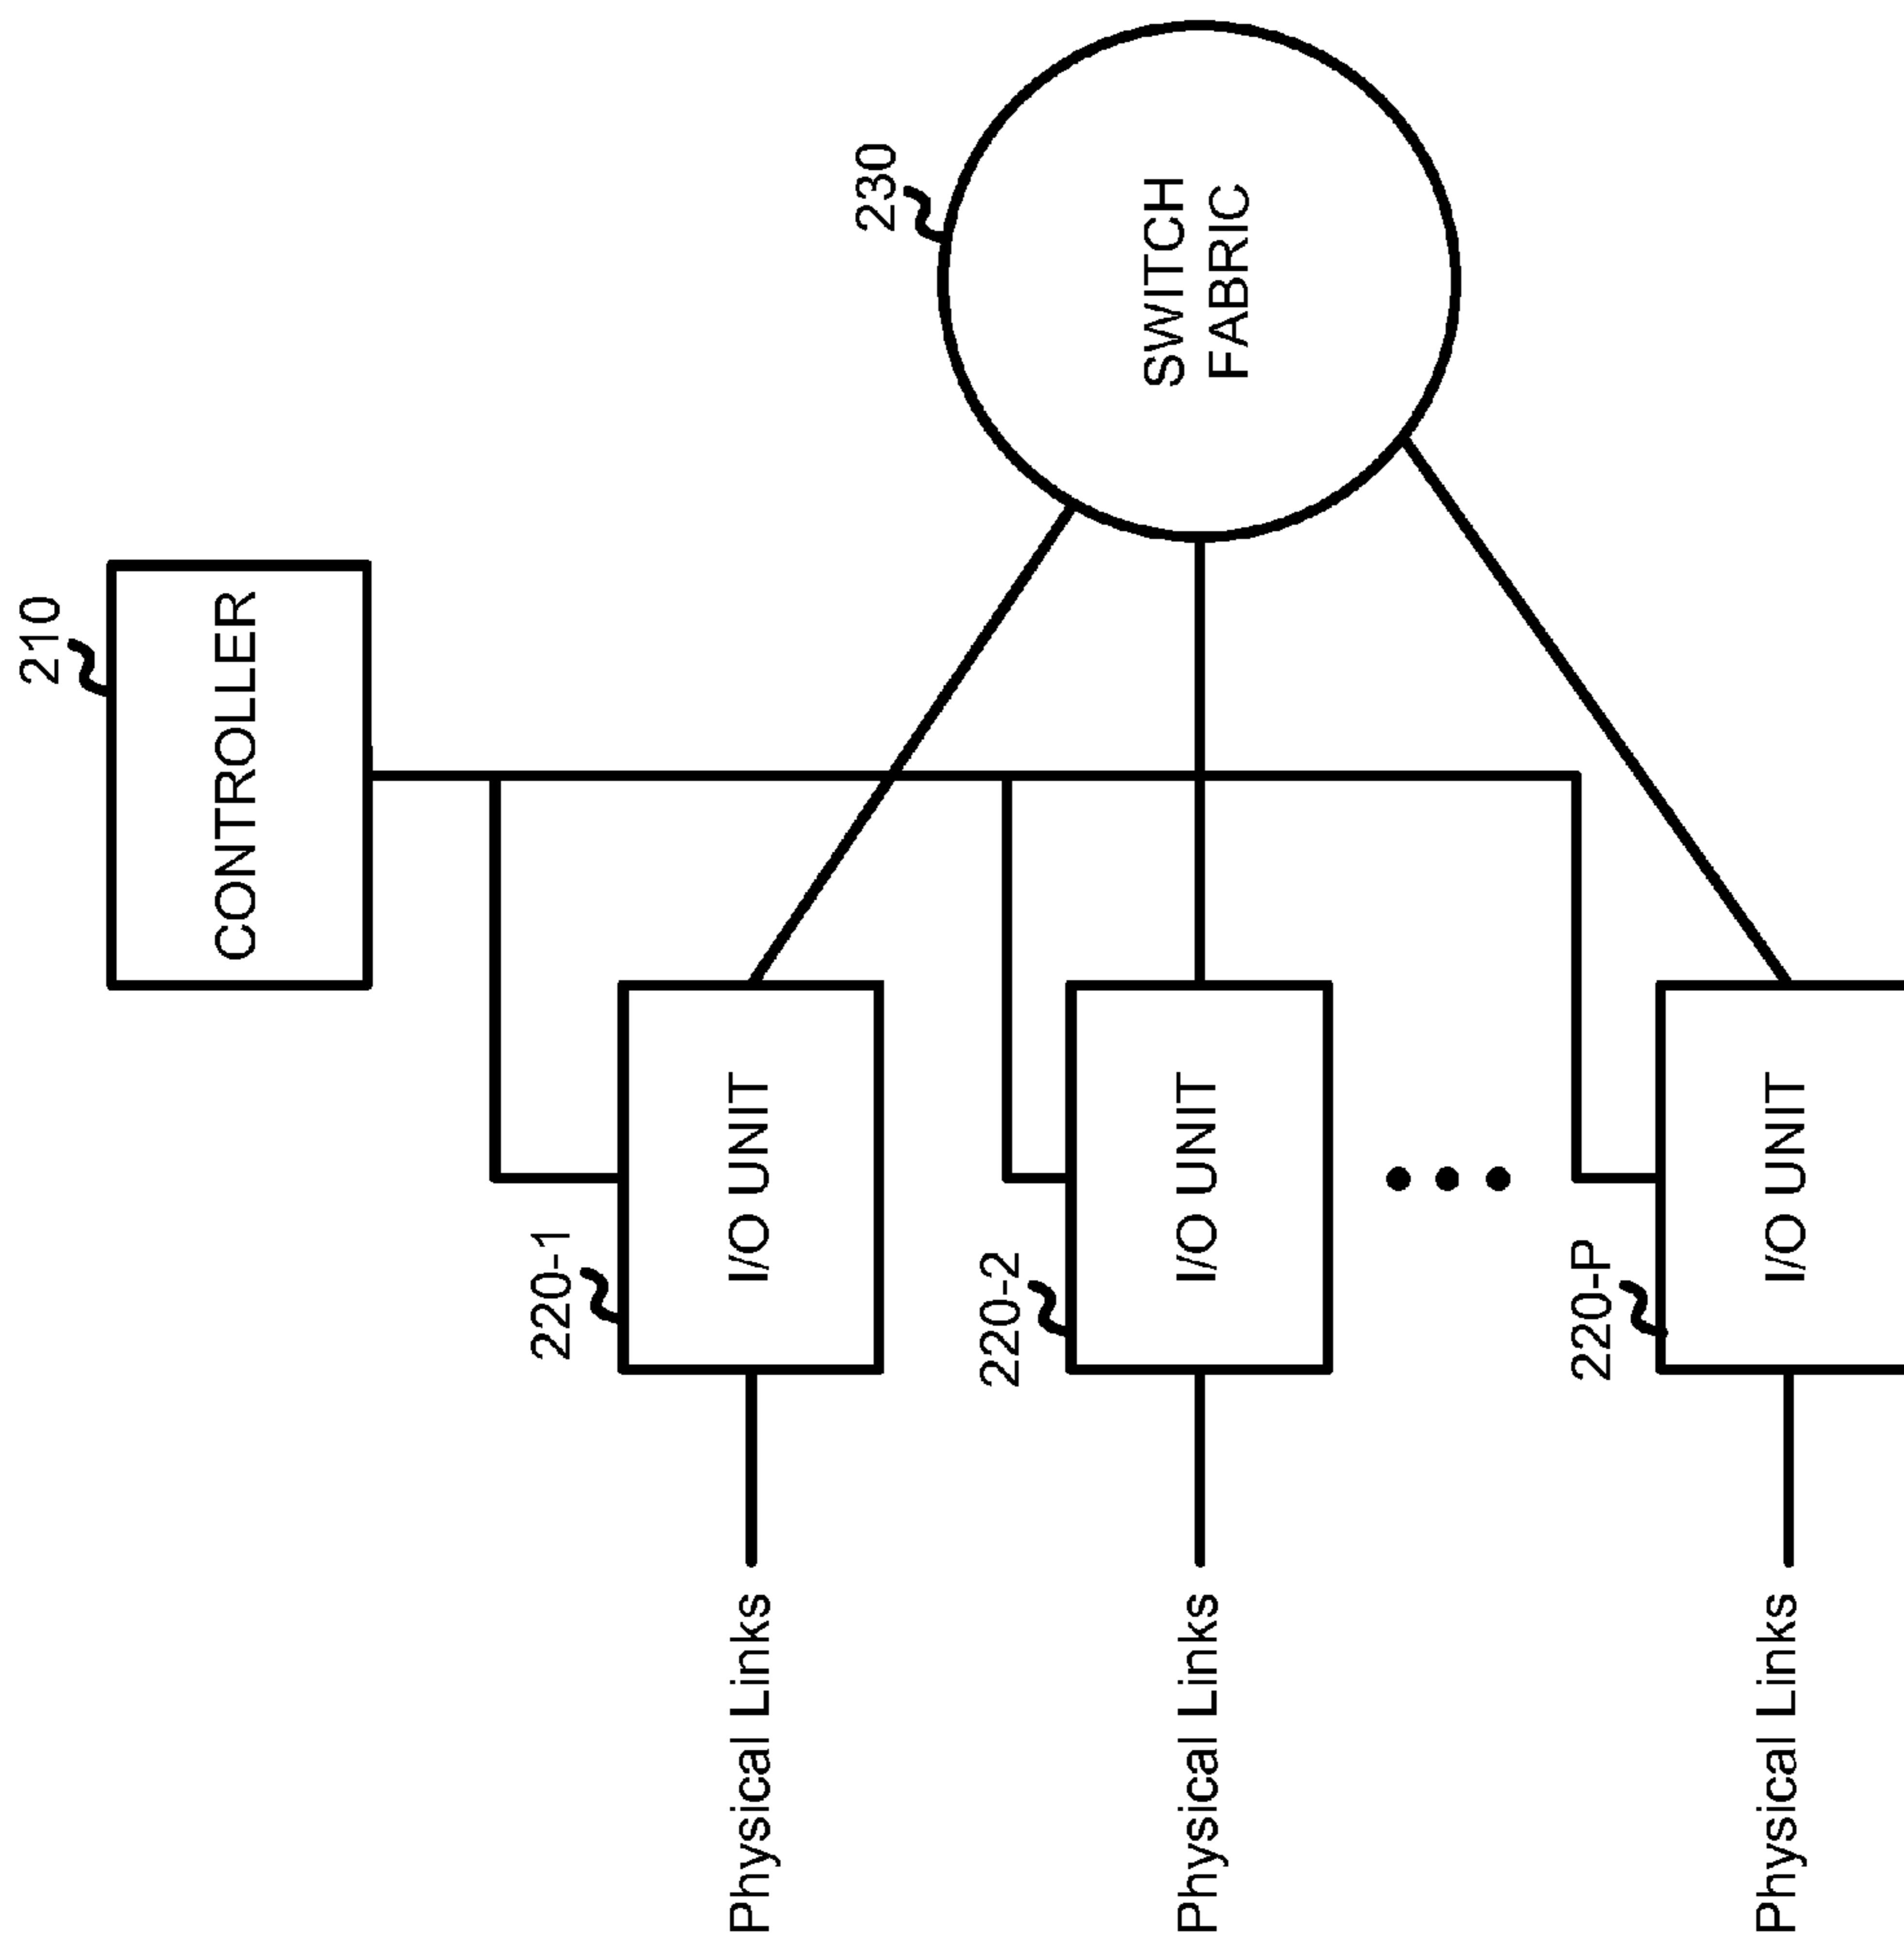 210
CONTROLLER
220-1
I/O UNIT
Physical Links
230
SWITCH
FABRIC
220-2
I/O UNIT
Physical Links
220-P
I/O UNIT
Physical Links